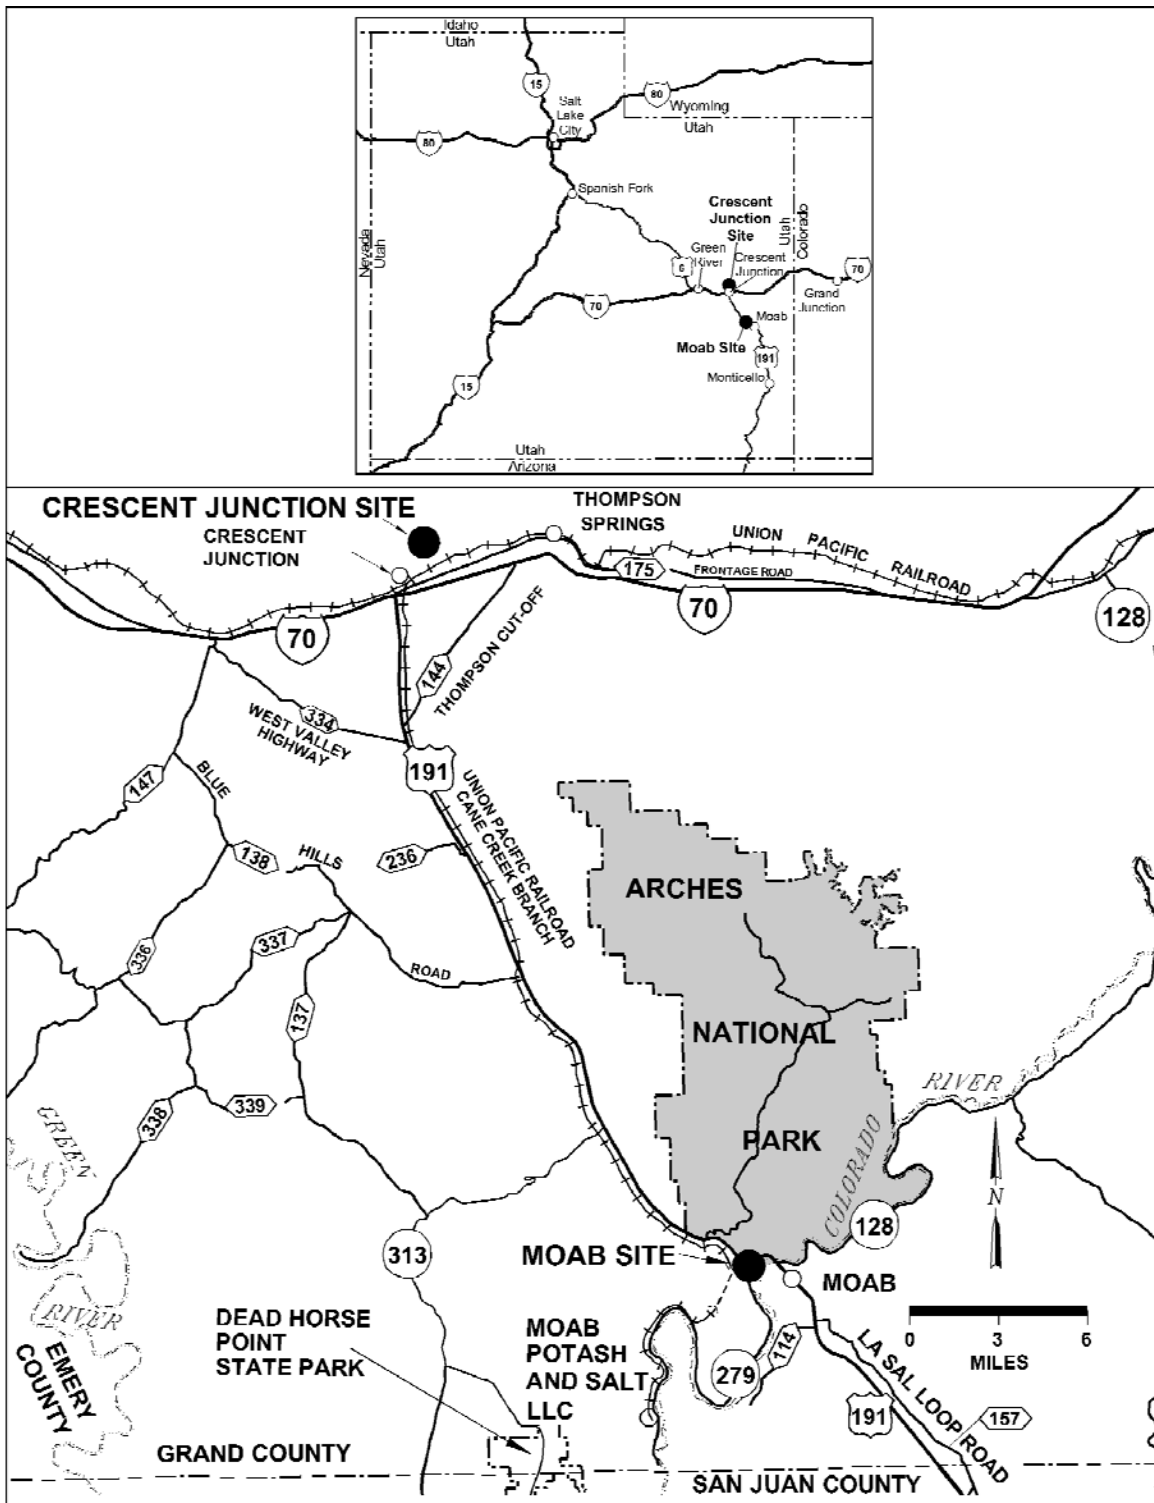 Idaho
Utah
15
Salt
Lake
City
80
Wyoming
Utah
80
Spanish Fork
Nevada
Utah
Crescent
Junction
Site
Utah
Colorado
Green
River
6
Crescent
Junction
70
Grand
Junction
70
Moab
Moab Site
191
Monticello
15
Utah
Arizona
CRESCENT JUNCTION SITE
CRESCENT
JUNCTION
THOMPSON
SPRINGS
UNION PACIFIC RAILROAD
175
FRONTAGE ROAD
70
70
128
144
THOMPSON CUT-OFF
334
WEST VALLEY
HIGHWAY
191
147
BLUE
HILLS
ROAD
138
236
UNION PACIFIC RAILROAD
CANE CREEK BRANCH
ARCHES
NATIONAL
PARK
336
337
137
338
339
GREEN
RIVER
RIVER
COLORADO
N
128
313
MOAB SITE
MOAB
DEAD HORSE
POINT
STATE PARK
MOAB
POTASH
AND SALT
LLC
279
114
0 3 6
MILES
LA SAL LOOP ROAD
191
157
EMERY
COUNTY
GRAND COUNTY
SAN JUAN COUNTY